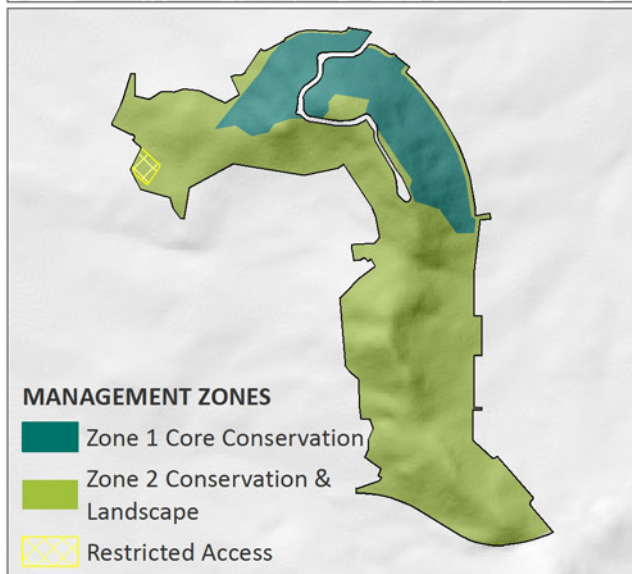 MANAGEMENT ZONES
Zone 1 Core Conservation
Zone 2 Conservation &
Landscape
Restricted Access